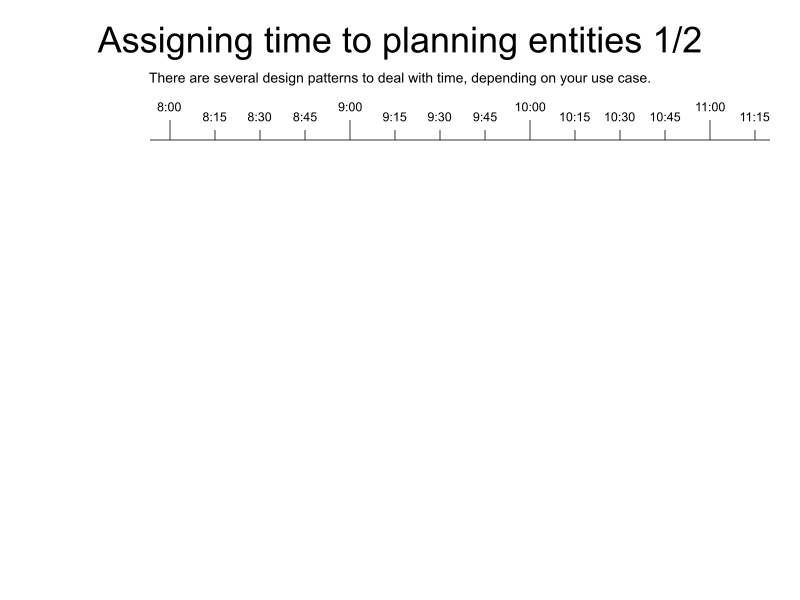 Assigning time to planning entities 1/2
There are several design patterns to deal with time, depending on your use case.
8:00 8:15 8:30 8:45 9:00 9:15 9:30 9:45 10:00 10:15 10:30 10:45 11:00 11:15